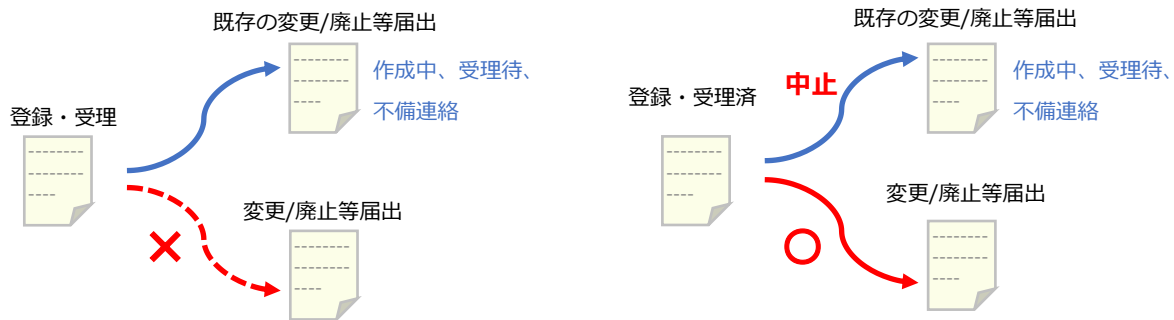 既存の変更/廃止等届出
作成中、受理待、
不備連絡
登録・受理
変更/廃止等届出
×
既存の変更/廃止等届出
中止
作成中、受理待、
不備連絡
登録・受理済
変更/廃止等届出
〇